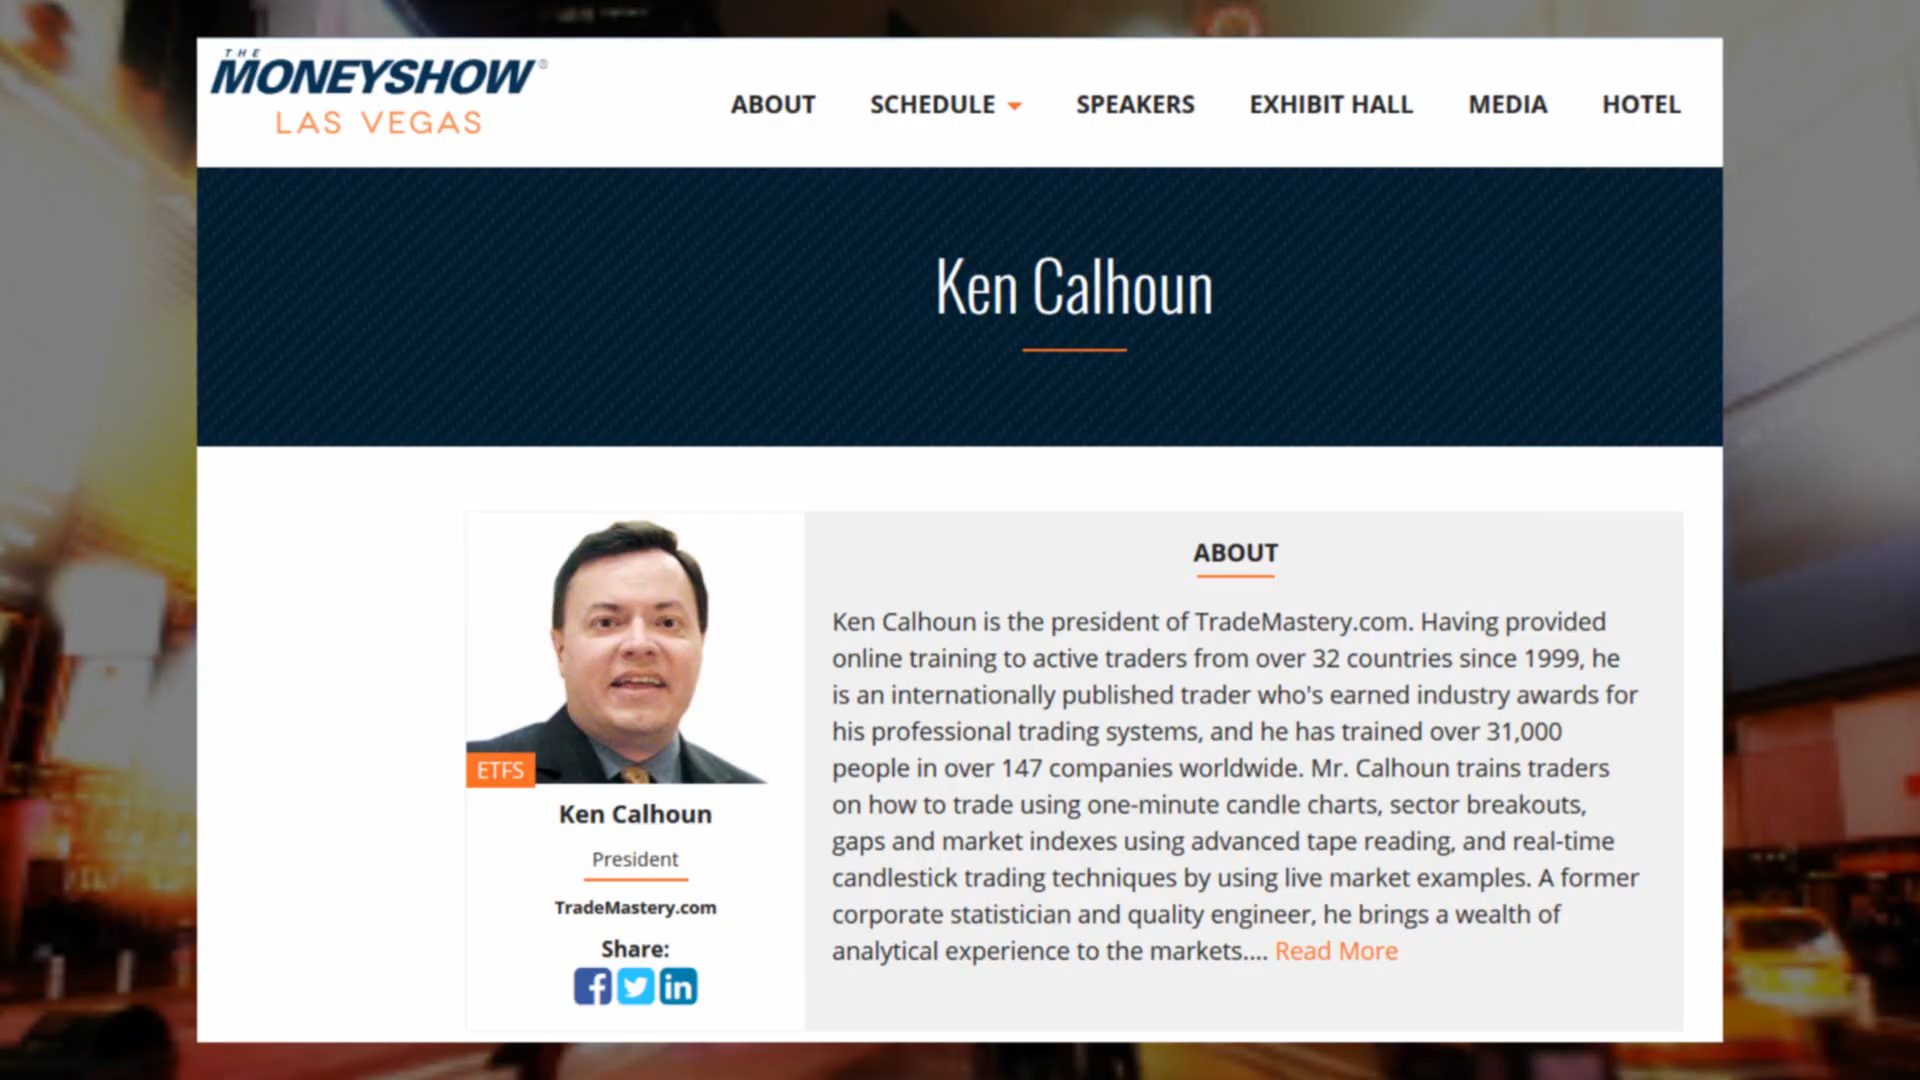 THE
MONEYSHOW®
LAS VEGAS
ABOUT SCHEDULE SPEAKERS EXHIBIT HALL MEDIA HOTEL
Ken Calhoun
ETFS
Ken Calhoun
President
TradeMastery.com
Share:
f in
ABOUT
Ken Calhoun is the president of TradeMastery.com. Having provided
online training to active traders from over 32 countries since 1999, he
is an internationally published trader who's earned industry awards for
his professional trading systems, and he has trained over 31,000
people in over 147 companies worldwide. Mr. Calhoun trains traders
on how to trade using one-minute candle charts, sector breakouts,
gaps and market indexes using advanced tape reading, and real-time
candlestick trading techniques by using live market examples. A former
corporate statistician and quality engineer, he brings a wealth of
analytical experience to the markets.... Read More